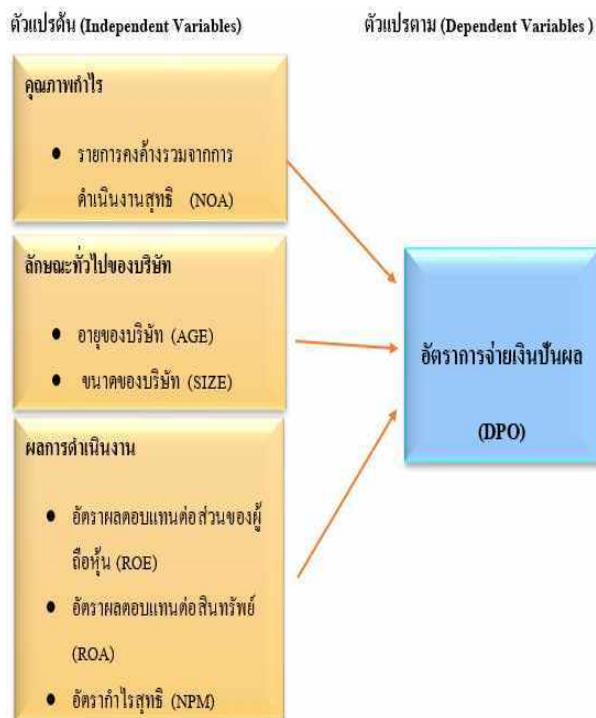 ตัวแปรต้น (Independent Variables)
ตัวแปรตาม (Dependent Variables )
คุณภาพกำไร
● รายการคงค้างรวมจากการ
ดำเนินงานสุทธิ (NOA)
ลักษณะทั่วไปของบริษัท
● อายุของบริษัท (AGE)
● ขนาดของบริษัท (SIZE)
ผลการดำเนินงาน
● อัตราผลตอบแทนต่อส่วนของผู้
ถือหุ้น (ROE)
● อัตราผลตอบแทนต่อสินทรัพย์
(ROA)
● อัตรากำไรสุทธิ (NPM)
อัตราการจ่ายเงินปันผล
(DPO)